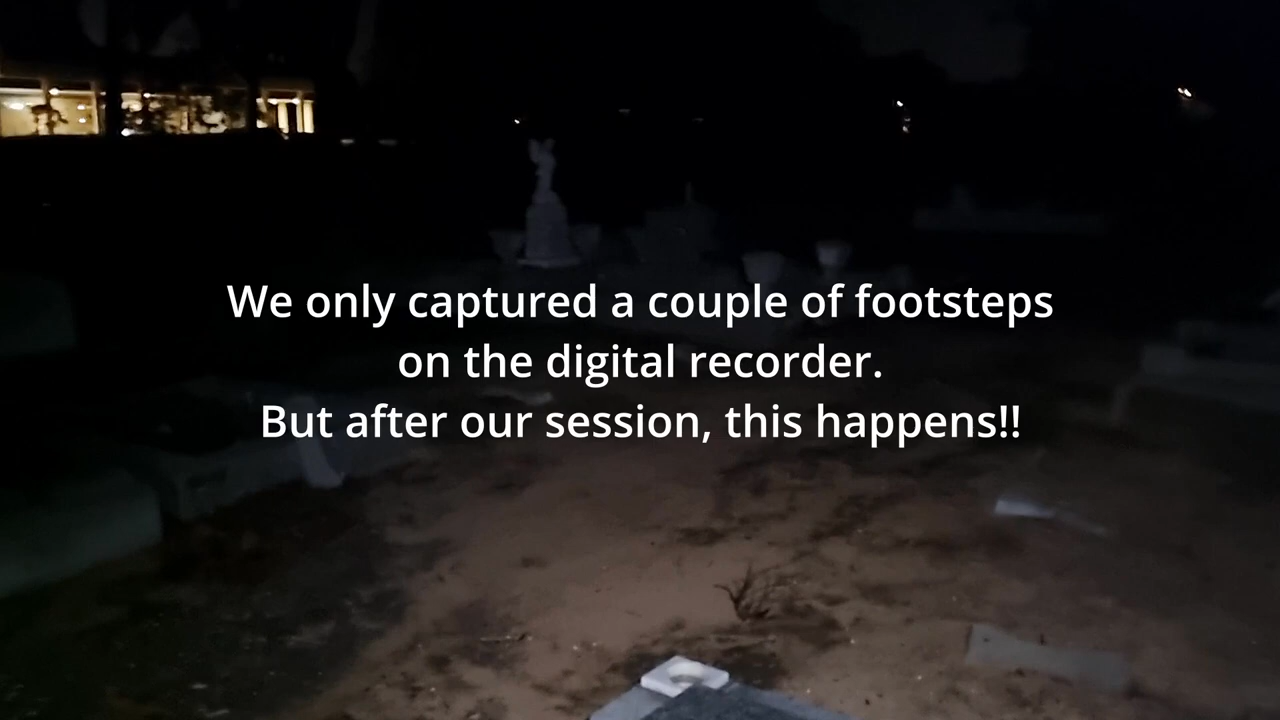 We only captured a couple of footsteps
on the digital recorder.
But after our session, this happens!!